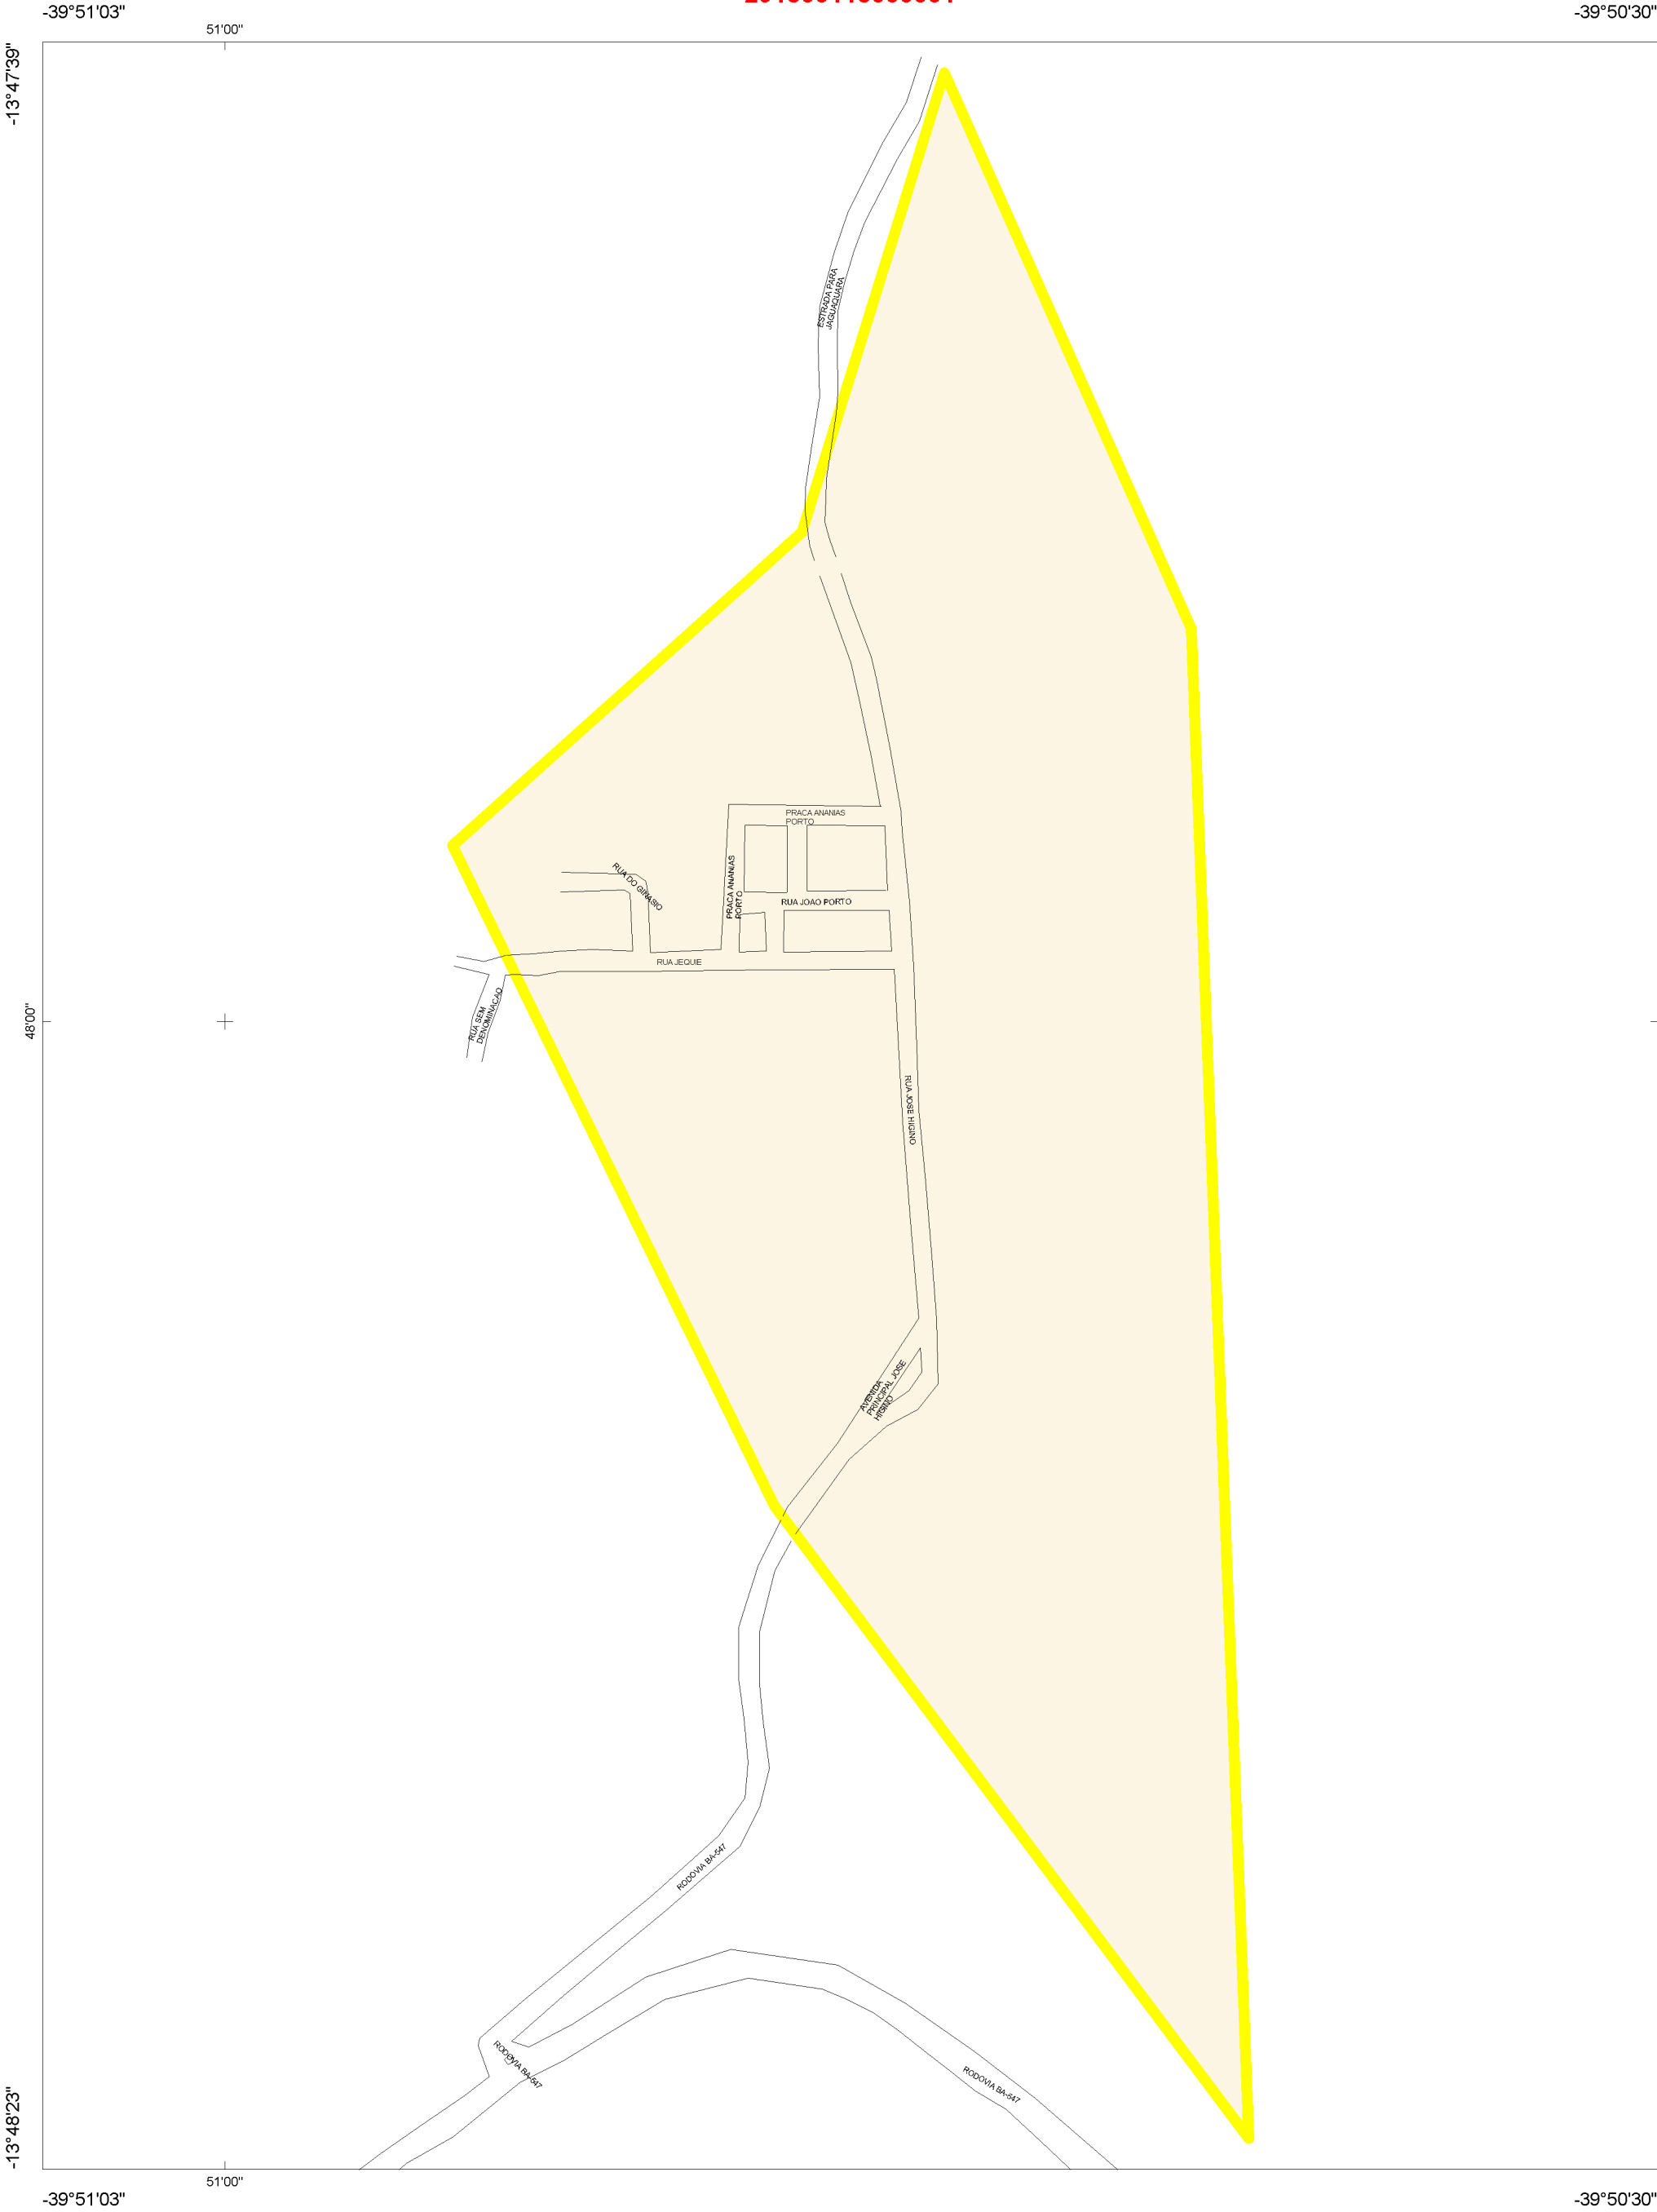 -39°51'03"
-39°50'30"
51'00"
-13°47'39"
ESTRADA PARA
JAGUAQUARA
PRACA ANANIAS
PORTO
RUA DO GINASIO
PRACA ANANIAS
PORTO
RUA JOAO PORTO
RUA JEQUIE
RUA SEM
DENOMINACAO
48'00"
RUA JOSE HIGINO
AVENIDA
PRINCIPAL JOSE
HIGINO
RODOVIA BA-547
RODOVIA BA-547
RODOVIA BA-547
-13°48'23"
51'00"
-39°51'03"
-39°50'30"